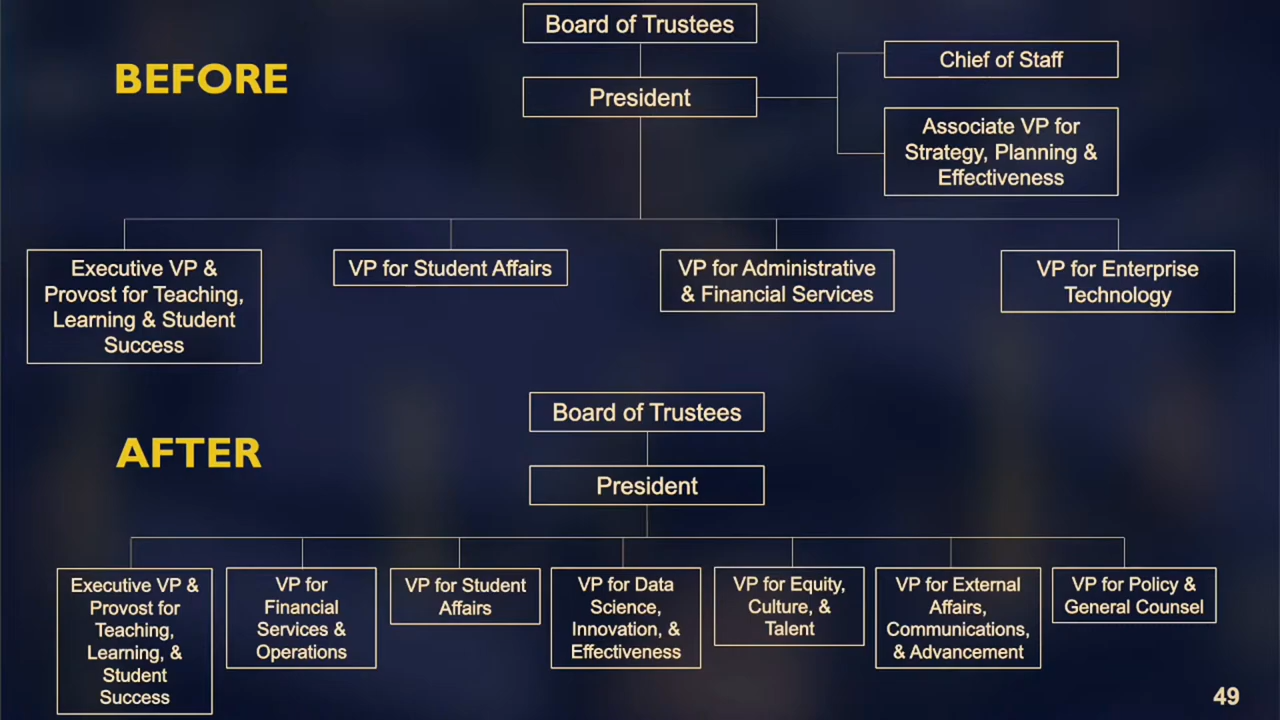 Board of Trustees
BEFORE
Chief of Staff
President
Associate VP for
Strategy, Planning &
Effectiveness
Executive VP &
Provost for Teaching,
Learning & Student
Success
VP for Student Affairs
VP for Administrative
& Financial Services
VP for Enterprise
Technology
Board of Trustees
AFTER
President
Executive VP &
Provost for
Teaching,
Learning, &
Student
Success
VP for
Financial
Services &
Operations
VP for Student
Affairs
VP for Data
Science,
Innovation, &
Effectiveness
VP for Equity,
Culture, &
Talent
VP for External
Affairs,
Communications,
& Advancement
VP for Policy &
General Counsel
49